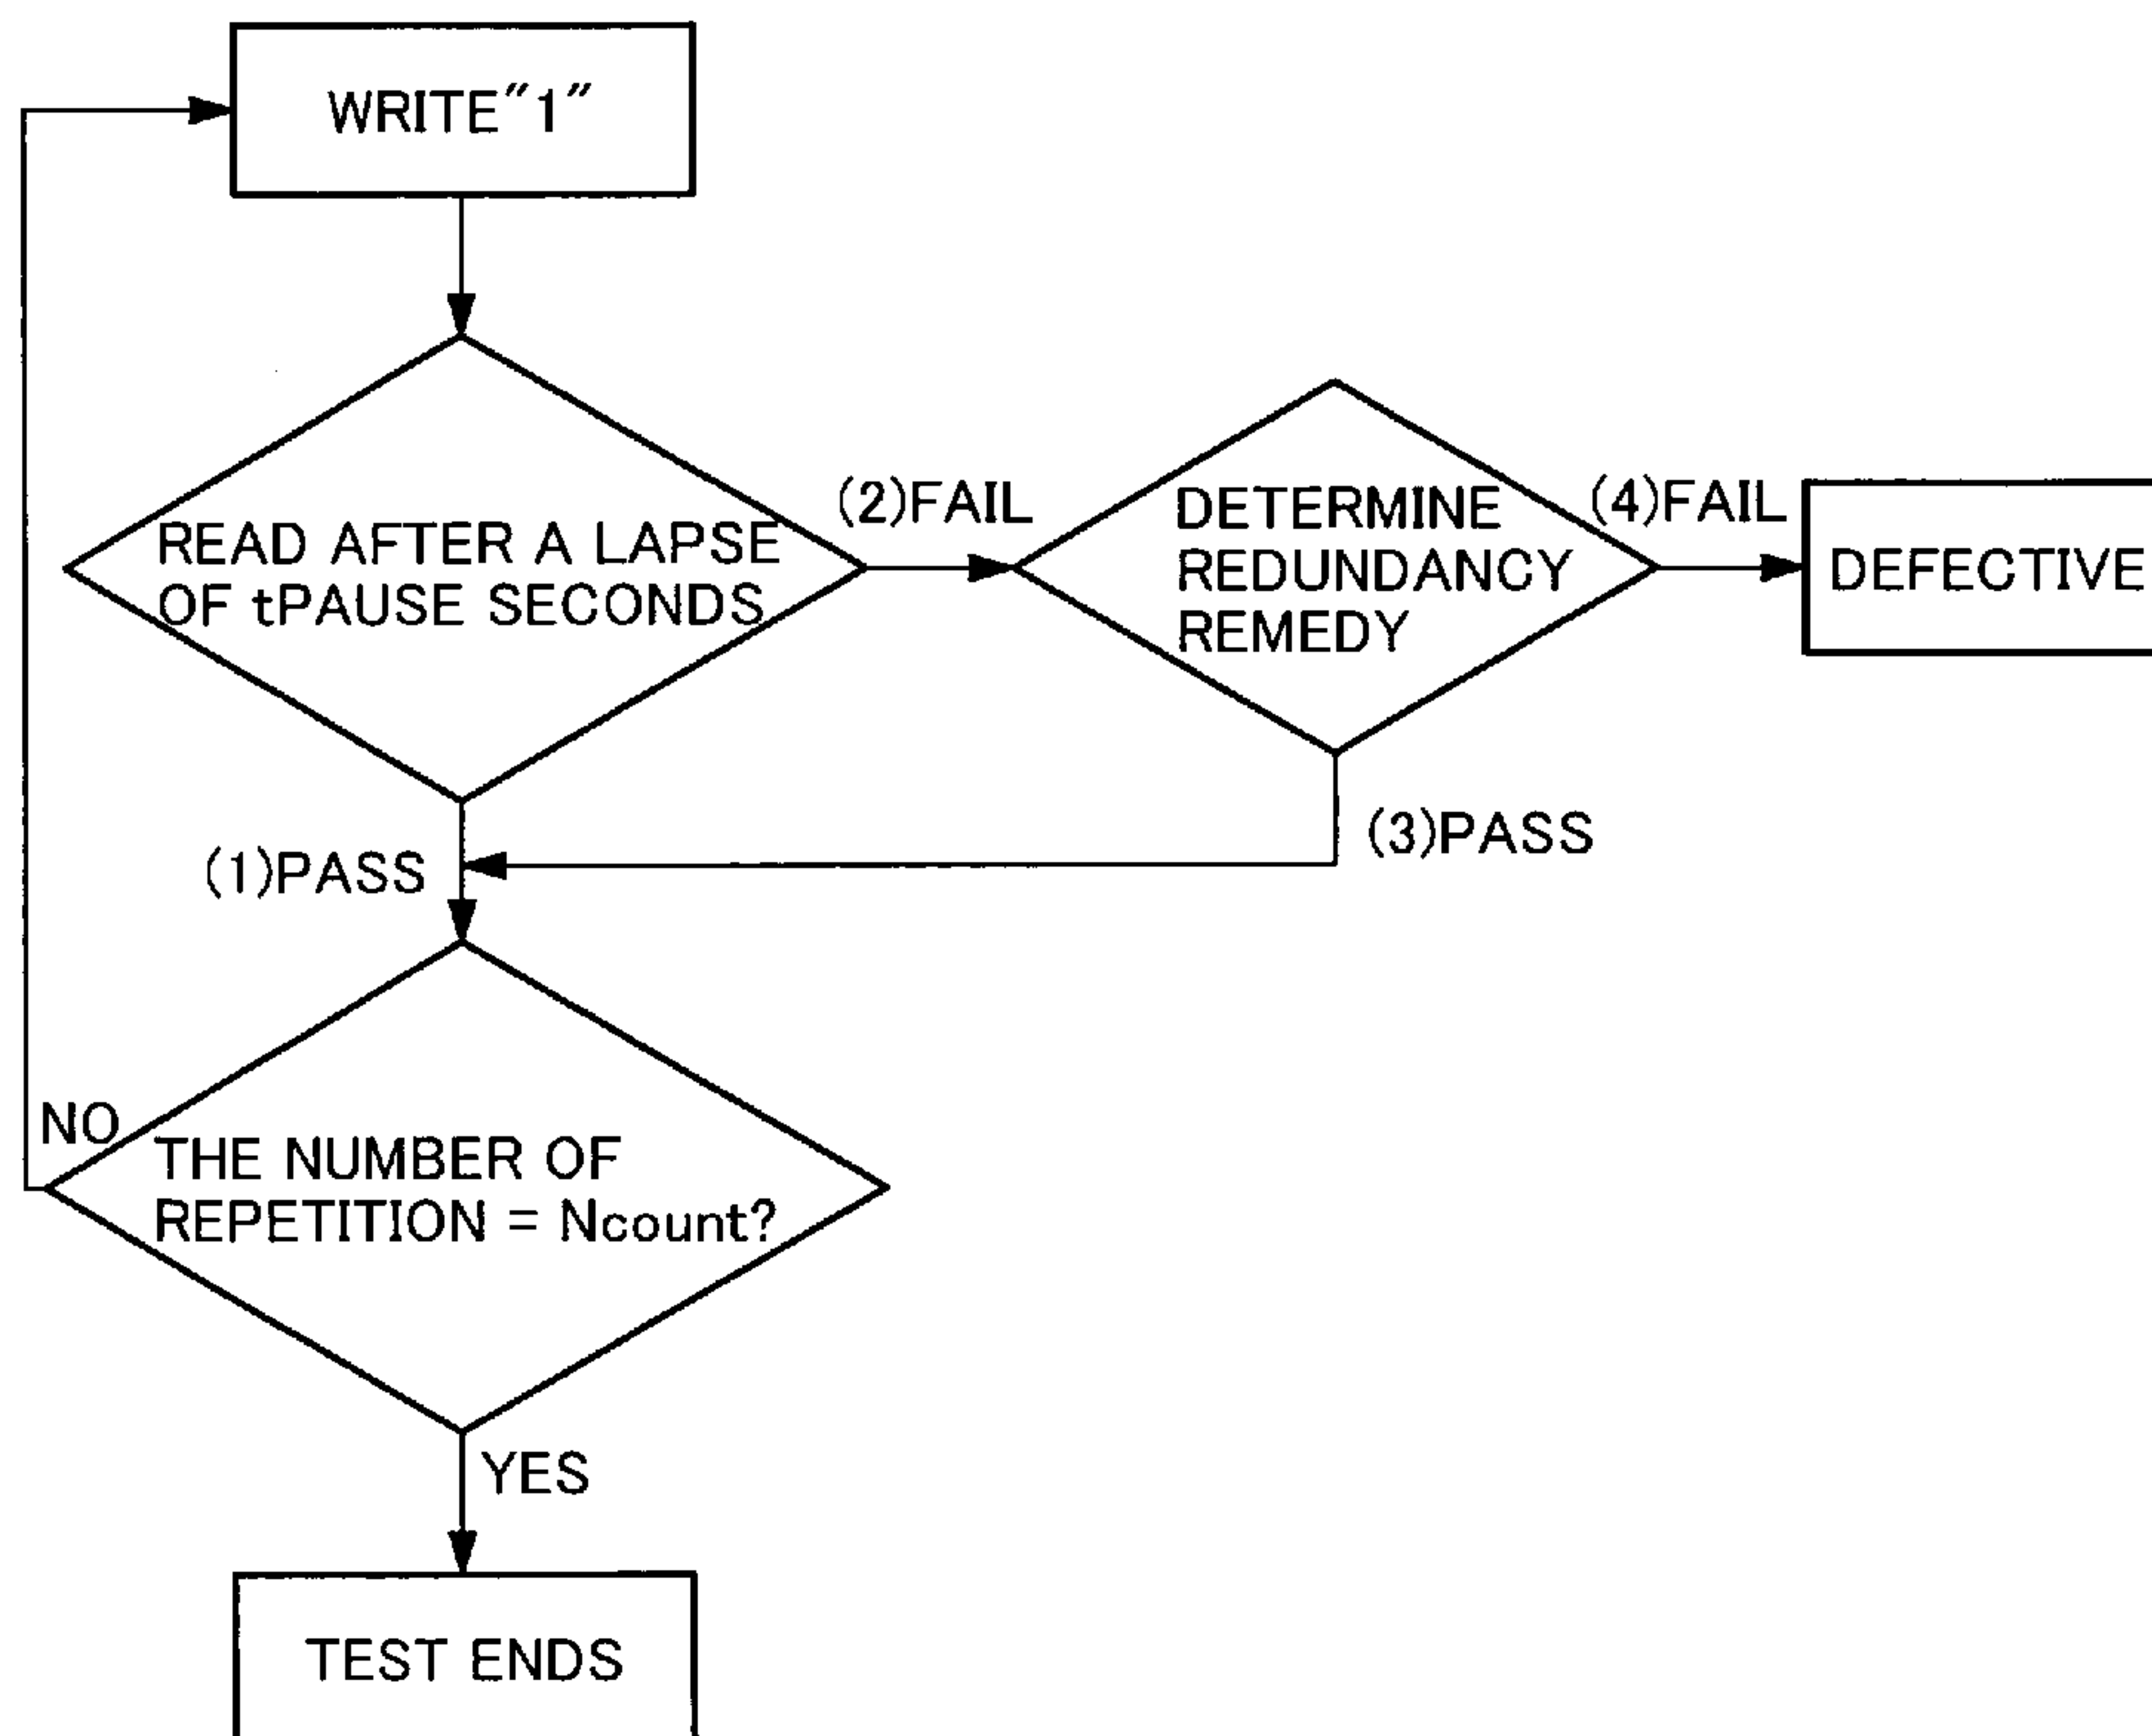 WRITE"1"
READ AFTER A LAPSE
OF tPAUSE SECONDS
(2)FAIL
DETERMINE
REDUNDANCY
REMEDY
(4)FAIL
DEFECTIVE
(1)PASS
(3)PASS
NO
THE NUMBER OF
REPETITION = Ncount?
YES
TEST ENDS